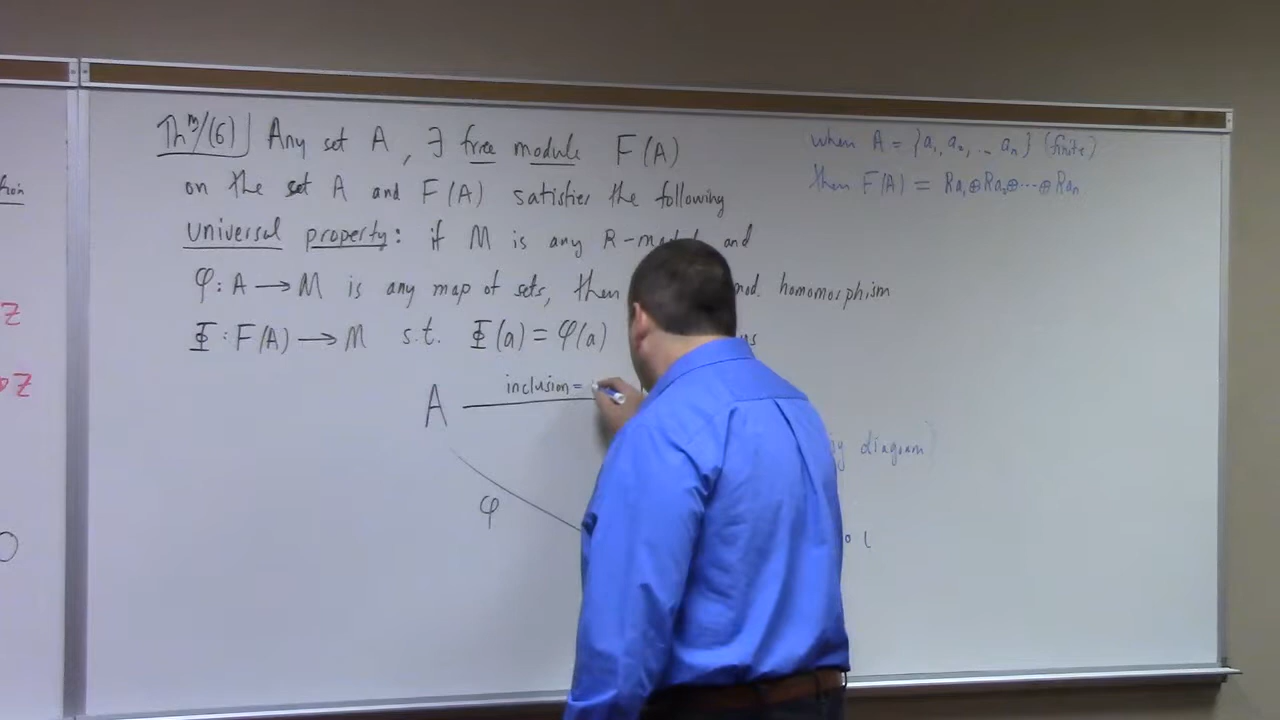 Thm/(6) Any set A, ∃ free module F(A)
on the set A and F(A) satisfies the following
universal property: if M is any R-mod and
φ: A → M is any map of sets, then mod. homomorphism
Φ: F(A) → M s.t. Φ(a) = φ(a) us
A inclusion =
φ
when A = {a₁, a₂, ... aₙ} (finite)
then F(A) = Ra₁⊕Ra₂⊕···⊕Raₙ
diagram)
∘ ι
Z
Z